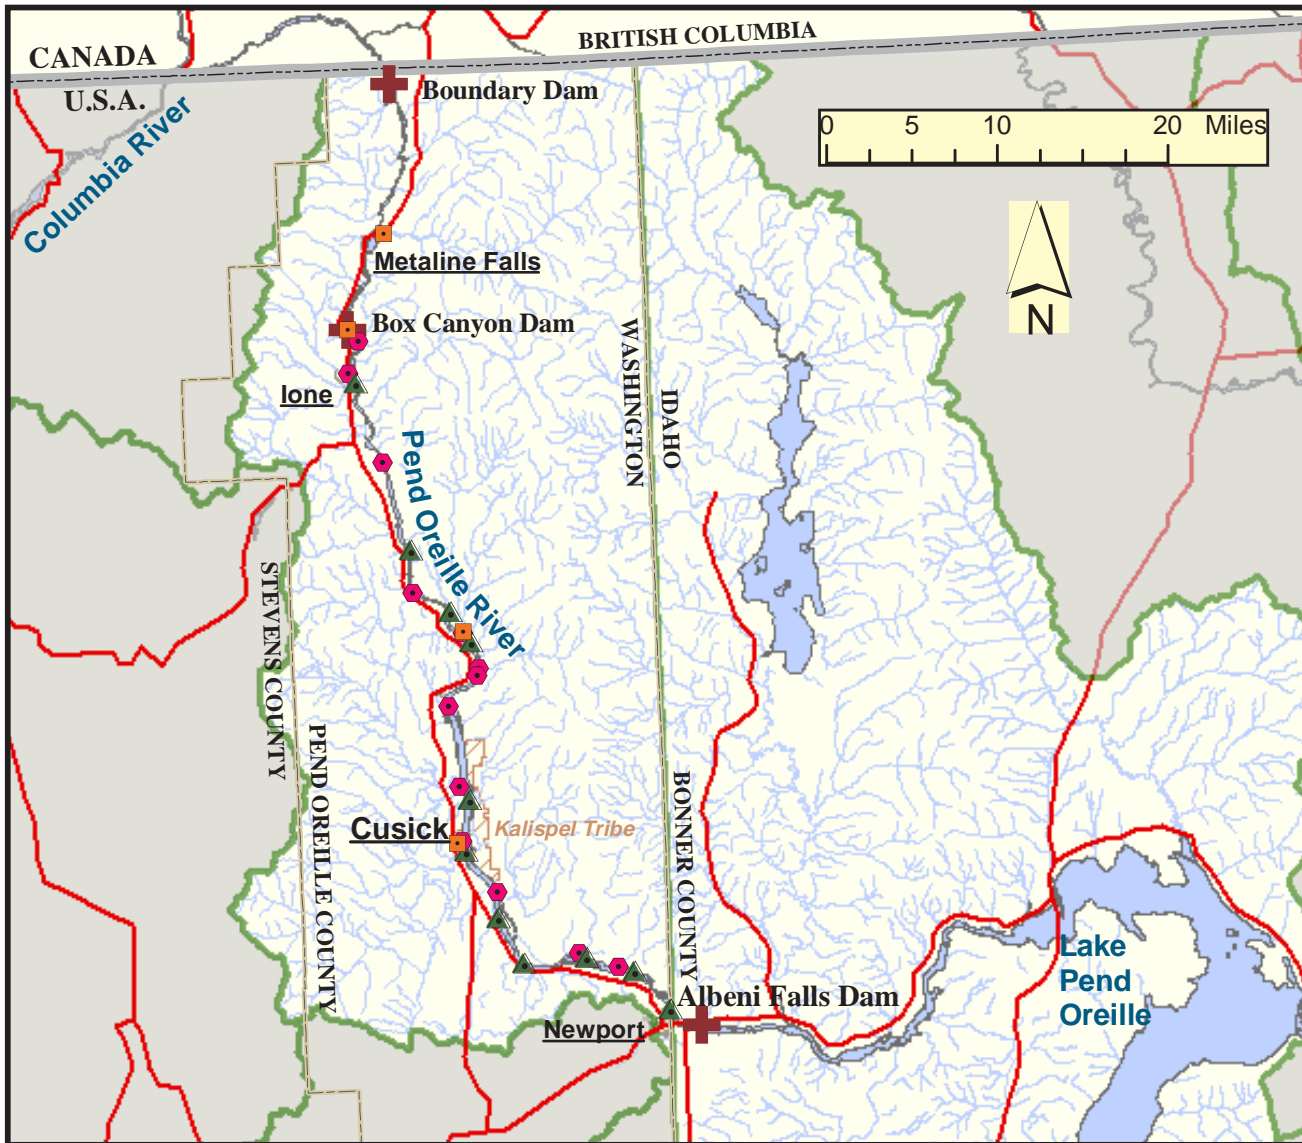 CANADA
BRITISH COLUMBIA
U.S.A.
Boundary Dam
Columbia River
0 5 10 20 Miles
Metaline Falls
N
Box Canyon Dam
WASHINGTON
IDAHO
Ione
Pend Oreille River
STEVENS COUNTY
PEND OREILLE COUNTY
BONNER COUNTY
Cusick
Kalispel Tribe
Lake
Pend
Oreille
Albeni Falls Dam
Newport